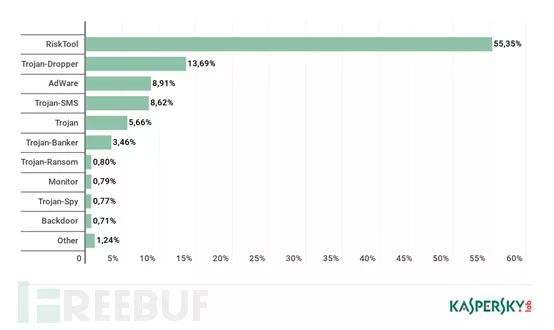 RiskTool 55,35%
Trojan-Dropper 13,69%
AdWare 8,91%
Trojan-SMS 8,62%
Trojan 5,66%
Trojan-Banker 3,46%
Trojan-Ransom 0,80%
Monitor 0,79%
Trojan-Spy 0,77%
Backdoor 0,71%
Other 1,24%
0 5% 10% 15% 20% 25% 30% 35% 40% 45% 50% 55% 60%
FREEBUF
KASPERSKY lab